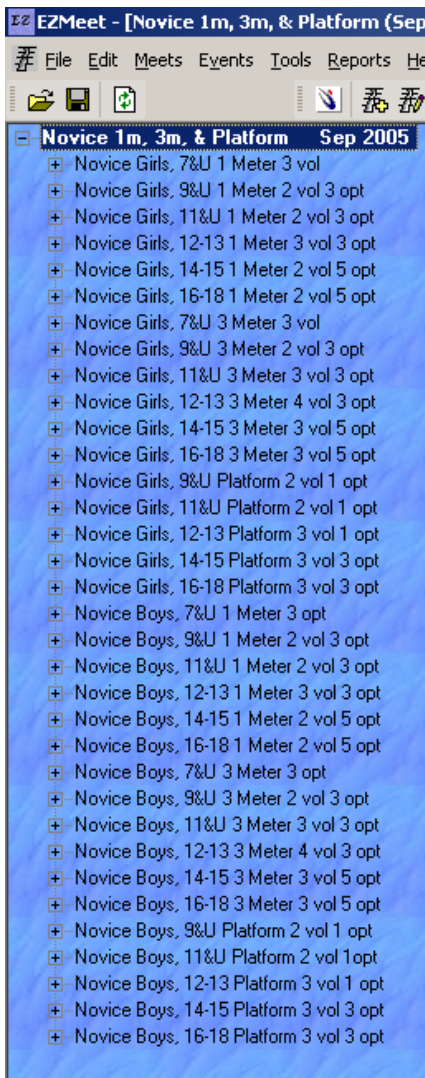 EZ EZMeet - [Novice 1m, 3m, & Platform (Sep
File Edit Meets Events Tools Reports He
Novice 1m, 3m, & Platform Sep 2005
Novice Girls, 7&U 1 Meter 3 vol
Novice Girls, 9&U 1 Meter 2 vol 3 opt
Novice Girls, 11&U 1 Meter 2 vol 3 opt
Novice Girls, 12-13 1 Meter 3 vol 3 opt
Novice Girls, 14-15 1 Meter 2 vol 5 opt
Novice Girls, 16-18 1 Meter 2 vol 5 opt
Novice Girls, 7&U 3 Meter 3 vol
Novice Girls, 9&U 3 Meter 2 vol 3 opt
Novice Girls, 11&U 3 Meter 3 vol 3 opt
Novice Girls, 12-13 3 Meter 4 vol 3 opt
Novice Girls, 14-15 3 Meter 3 vol 5 opt
Novice Girls, 16-18 3 Meter 3 vol 5 opt
Novice Girls, 9&U Platform 2 vol 1 opt
Novice Girls, 11&U Platform 2 vol 1 opt
Novice Girls, 12-13 Platform 3 vol 1 opt
Novice Girls, 14-15 Platform 3 vol 3 opt
Novice Girls, 16-18 Platform 3 vol 3 opt
Novice Boys, 7&U 1 Meter 3 opt
Novice Boys, 9&U 1 Meter 2 vol 3 opt
Novice Boys, 11&U 1 Meter 2 vol 3 opt
Novice Boys, 12-13 1 Meter 3 vol 3 opt
Novice Boys, 14-15 1 Meter 2 vol 5 opt
Novice Boys, 16-18 1 Meter 2 vol 5 opt
Novice Boys, 7&U 3 Meter 3 opt
Novice Boys, 9&U 3 Meter 2 vol 3 opt
Novice Boys, 11&U 3 Meter 3 vol 3 opt
Novice Boys, 12-13 3 Meter 4 vol 3 opt
Novice Boys, 14-15 3 Meter 3 vol 5 opt
Novice Boys, 16-18 3 Meter 3 vol 5 opt
Novice Boys, 9&U Platform 2 vol 1 opt
Novice Boys, 11&U Platform 2 vol 1opt
Novice Boys, 12-13 Platform 3 vol 1 opt
Novice Boys, 14-15 Platform 3 vol 3 opt
Novice Boys, 16-18 Platform 3 vol 3 opt